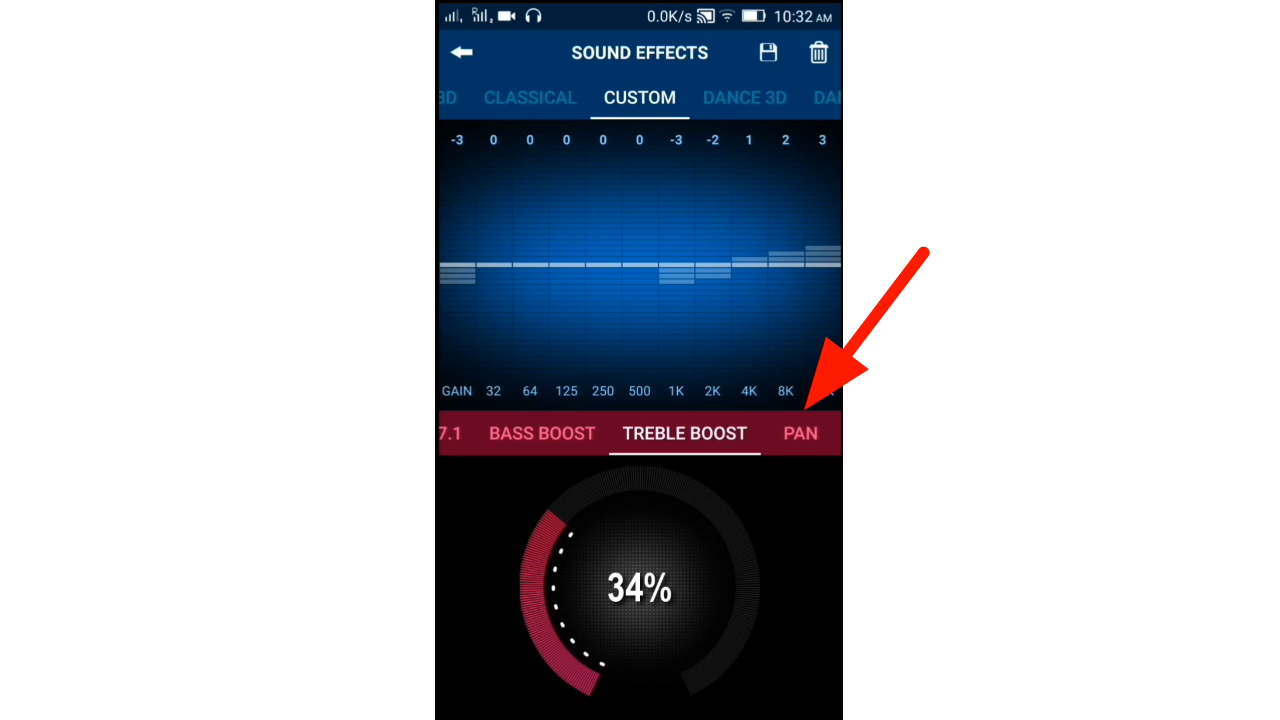 0.0K/s 10:32 AM
SOUND EFFECTS
3D CLASSICAL CUSTOM DANCE 3D DAN
-3 0 0 0 0 0 -3 -2 1 2 3
GAIN 32 64 125 250 500 1K 2K 4K 8K
7.1 BASS BOOST TREBLE BOOST PAN
34%